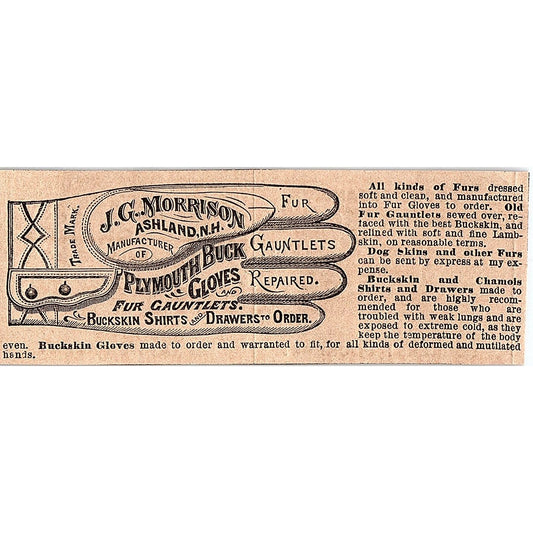 TRADE MARK.
J.C. MORRISON
ASHLAND, N.H.
MANUFACTURER
OF
PLYMOUTH BUCK
GLOVES AND
FUR GAUNTLETS.
BUCKSKIN SHIRTS AND DRAWERS TO ORDER.
FUR
GAUNTLETS
REPAIRED.
All kinds of Furs dressed
soft and clean, and manufactured
into Fur Gloves to order. Old
Fur Gauntlets sewed over, re-
faced with the best Buckskin, and
relined with soft and fine Lamb-
skin, on reasonable terms.
Dog Skins and other Furs
can be sent by express at my ex-
pense.
Buckskin and Chamois
Shirts and Drawers made to
order, and are highly recom-
mended for those who are
troubled with weak lungs and are
exposed to extreme cold, as they
keep the temperature of the body
even. Buckskin Gloves made to order and warranted to fit, for all kinds of deformed and mutilated
hands.